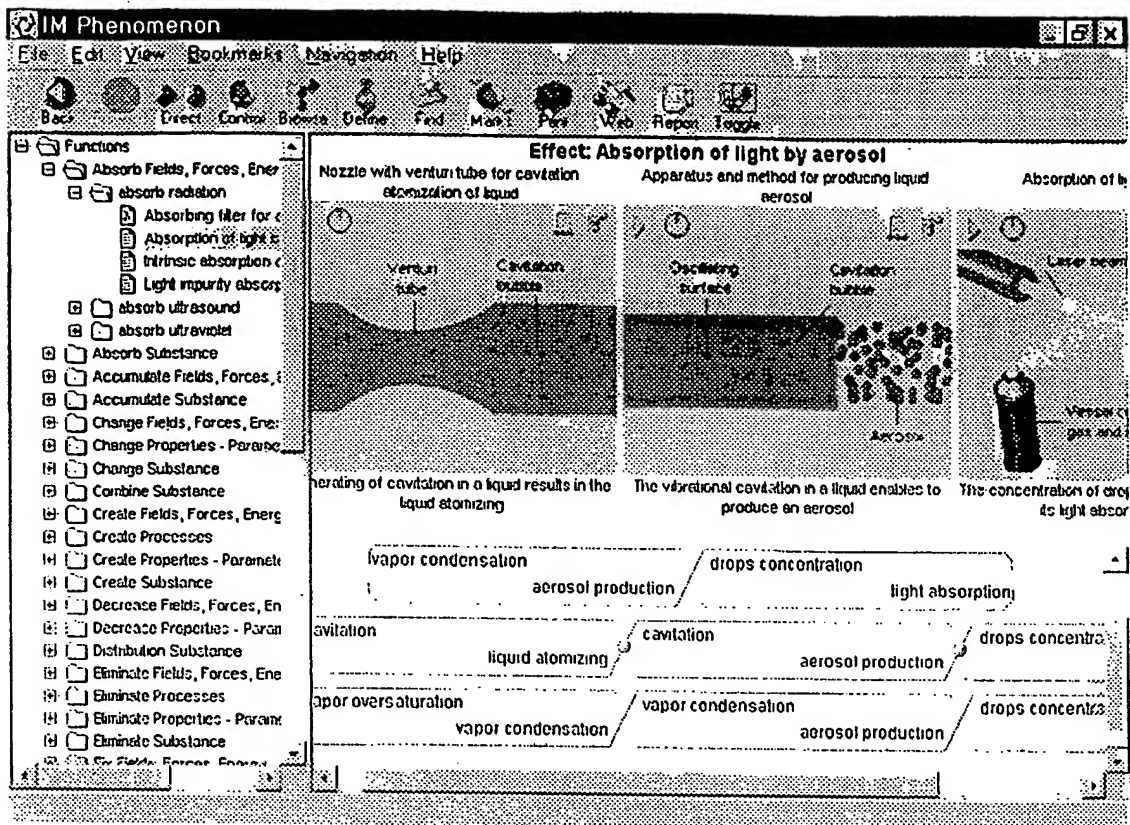 IM Phenomenon
File Edit View Bookmarks Navigation Help
Back Direct Control Browse Define Find Mark Print Web Report Toggle
Functions
Absorb Fields, Forces, Ener
absorb radiation
Absorbing filter for
Absorption of light
Intrinsic absorption
Light impurity absorp
absorb ultrasound
absorb ultraviolet
Absorb Substance
Accumulate Fields, Forces,
Accumulate Substance
Change Fields, Forces, Ener
Change Properties - Parame
Change Substance
Combine Substance
Create Fields, Forces, Energ
Create Processes
Create Properties - Paramete
Create Substance
Decrease Fields, Forces, En
Decrease Properties - Param
Distribution Substance
Eliminate Fields, Forces, Ene
Eliminate Processes
Eliminate Properties - Parame
Eliminate Substance
Fields, Forces, Energy
Effect: Absorption of light by aerosol
Nozzle with venturi tube for cavitation
atomization of liquid
Venturi
tube
Cavitation
bubble
nerating of cavitation in a liquid results in the
liquid atomizing
Apparatus and method for producing liquid
aerosol
Oscillating
surface
Cavitation
bubble
Aerosol
The vibrational cavitation in a liquid enables to
produce an aerosol
Absorption of
Laser beam
Vessel
gas and
The concentration of
its light absor
vapor condensation
aerosol production
drops concentration
light absorption
avitation
liquid atomizing
cavitation
aerosol production
drops concentra
apor oversaturation
vapor condensation
vapor condensation
aerosol production
drops concentra